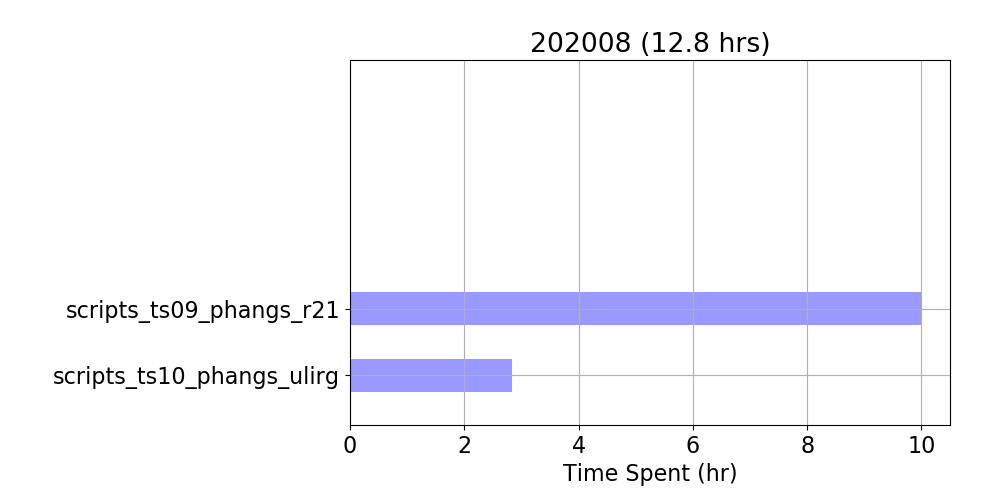 202008 (12.8 hrs)
scripts_ts09_phangs_r21
scripts_ts10_phangs_ulirg
0 2 4 6 8 10
Time Spent (hr)